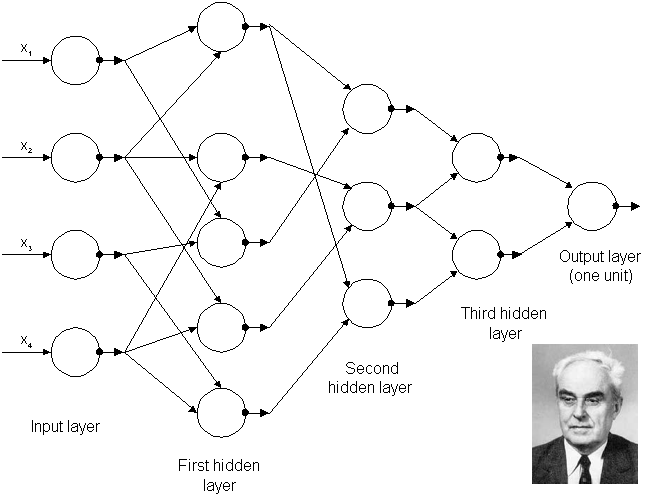 X1
X2
X3
X4
Input layer
First hidden
layer
Second
hidden layer
Third hidden
layer
Output layer
(one unit)